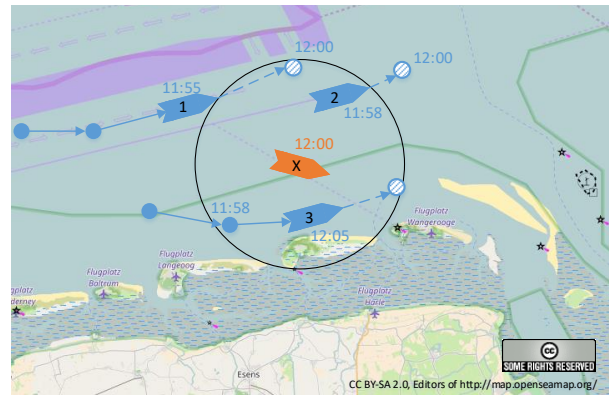 12:00
12:00
11:55
1
2
11:58
12:00
X
11:58
3
12:05
Flugplatz
Wangerooge
Flugplatz
Langeoog
Flugplatz
Baltrum
Flugplatz
derney
Flugplatz
Harle
Esens
cc
SOME RIGHTS RESERVED
CC BY-SA 2.0, Editors of http://map.openseamap.org/